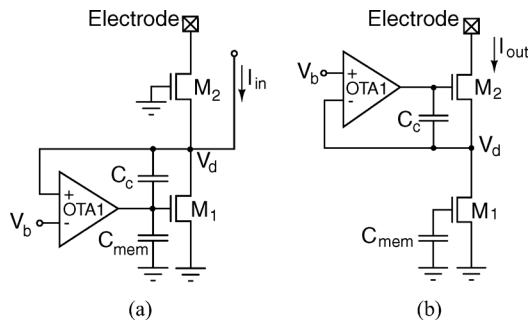 Electrode
M2
Iin
Vd
Cc
+
OTA1
-
Vb
M1
Cmem
(a)
Electrode
Iout
Vb
+
OTA1
-
M2
Cc
Vd
M1
Cmem
(b)